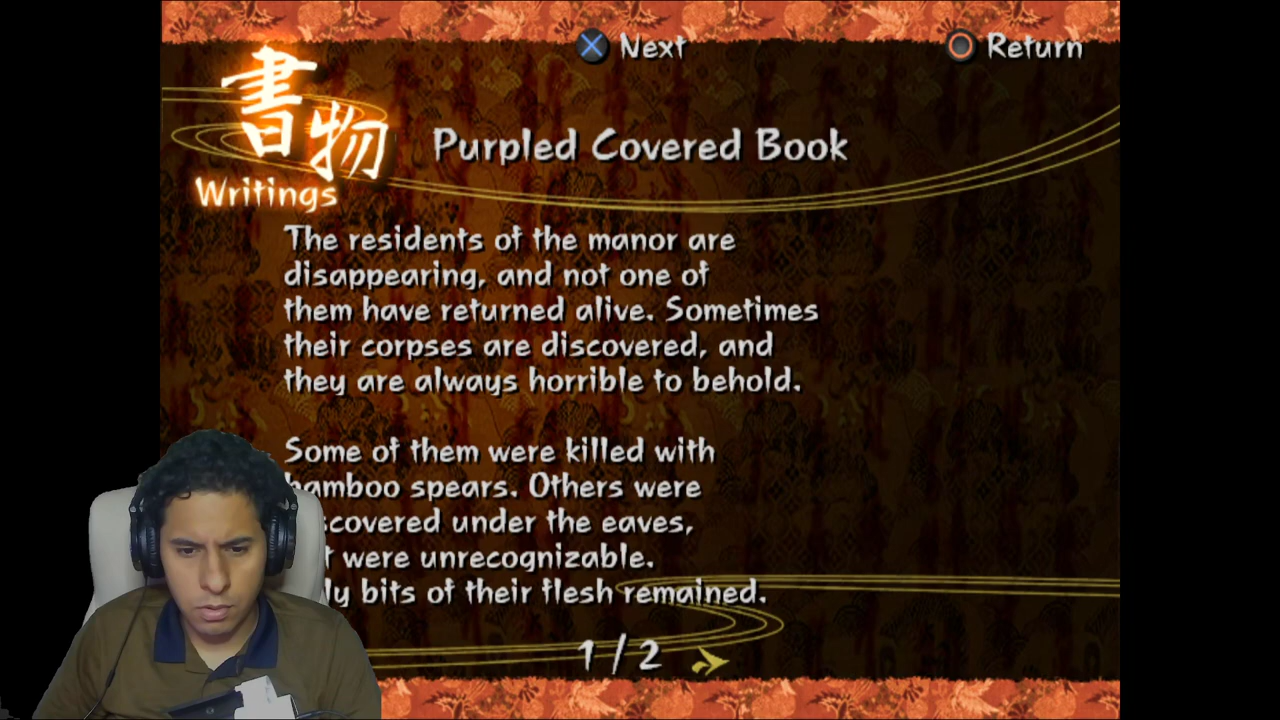 Next
Return
書物
Writings
Purpled Covered Book
The residents of the manor are
disappearing, and not one of
them have returned alive. Sometimes
their corpses are discovered, and
they are always horrible to behold.
Some of them were killed with
bamboo spears. Others were
scovered under the eaves,
t were unrecognizable.
ly bits of their flesh remained.
1/2